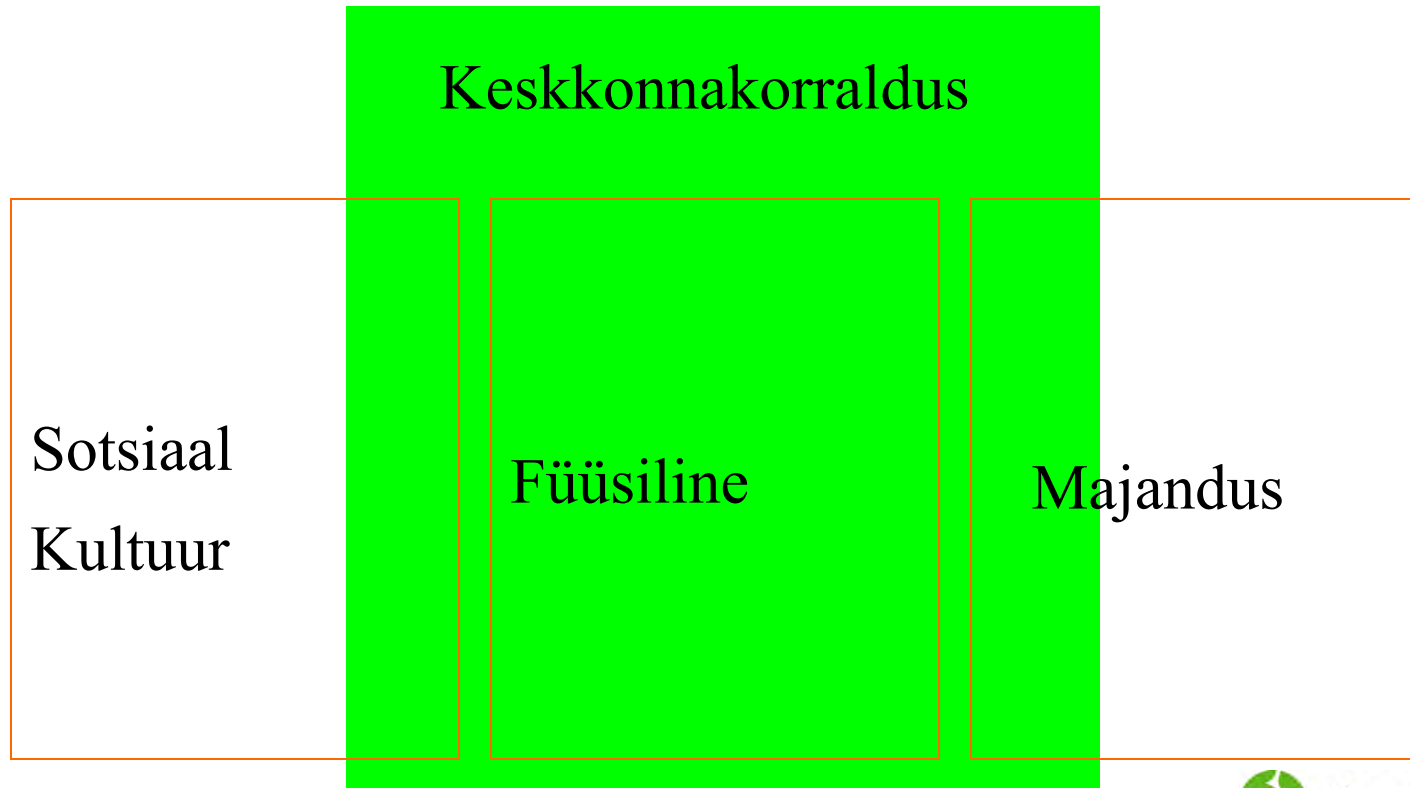 Keskkonnakorraldus
Sotsiaal
Kultuur
Füüsiline
Majandus